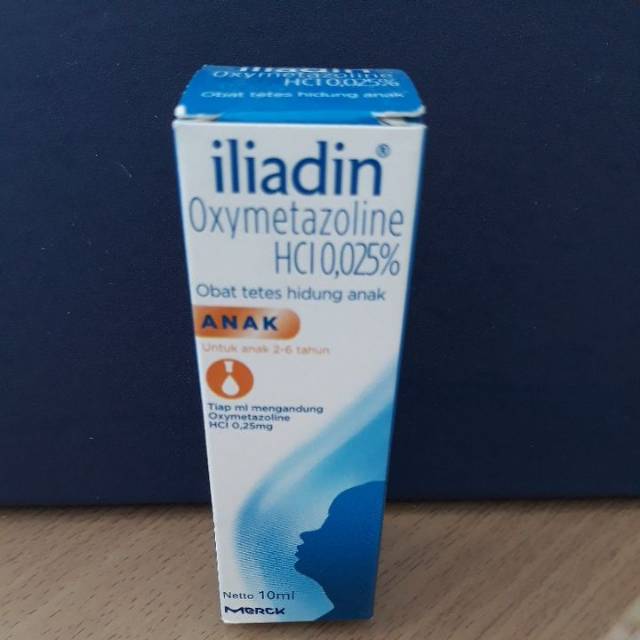 iliadin
Oxymetazoline
HCl 0,025%
Obat tetes hidung anak
iliadin®
Oxymetazoline
HCl 0,025%
Obat tetes hidung anak
ANAK
Untuk anak 2-6 tahun
Tiap ml mengandung
Oxymetazoline
HCl 0,25mg
Netto 10ml
MERCK